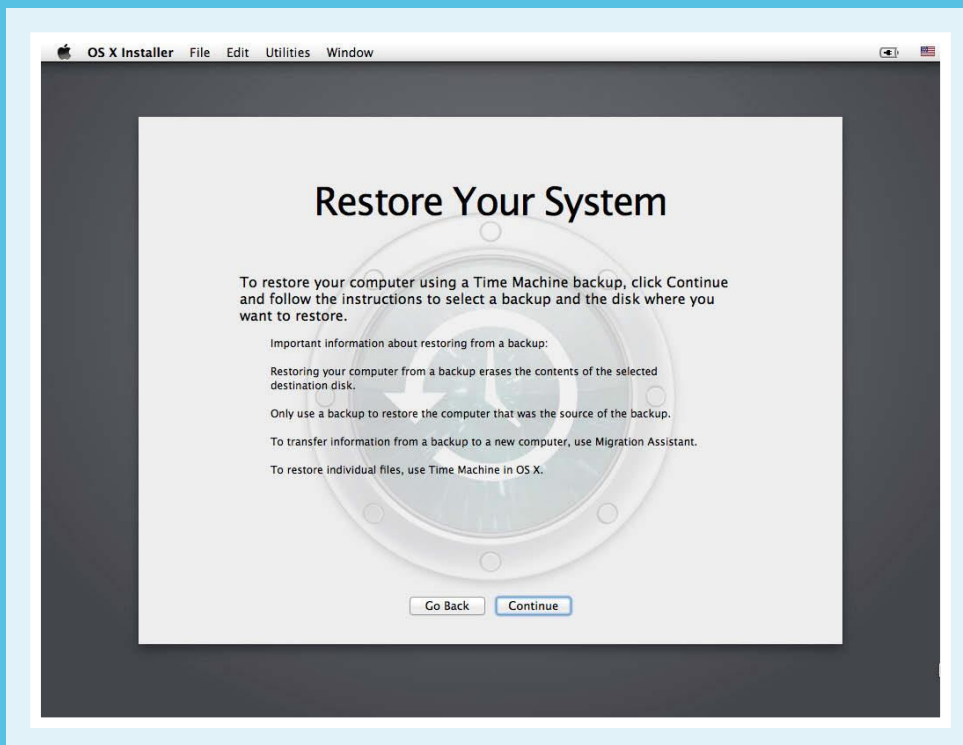 OS X Installer File Edit Utilities Window
Restore Your System
To restore your computer using a Time Machine backup, click Continue
and follow the instructions to select a backup and the disk where you
want to restore.
Important information about restoring from a backup:
Restoring your computer from a backup erases the contents of the selected
destination disk.
Only use a backup to restore the computer that was the source of the backup.
To transfer information from a backup to a new computer, use Migration Assistant.
To restore individual files, use Time Machine in OS X.
Go Back Continue